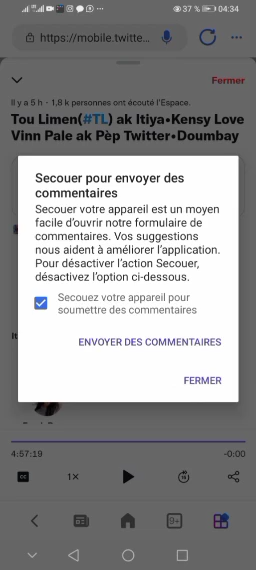 37 % 04:34
https://mobile.twitte...
Fermer
Il y a 5 h · 1,8 k personnes ont écouté l'Espace.
Tou Limen(#TL) ak Itiya•Kensy Love
Vinn Pale ak Pèp Twitter•Doumbay
Secouer pour envoyer des
commentaires
Secouer votre appareil est un moyen
facile d'ouvrir notre formulaire de
commentaires. Vos suggestions
nous aident à améliorer l'application.
Pour désactiver l'action Secouer,
désactivez l'option ci-dessous.
Secouez votre appareil pour
soumettre des commentaires
ENVOYER DES COMMENTAIRES
FERMER
4:57:19 -0:00
1×
9+